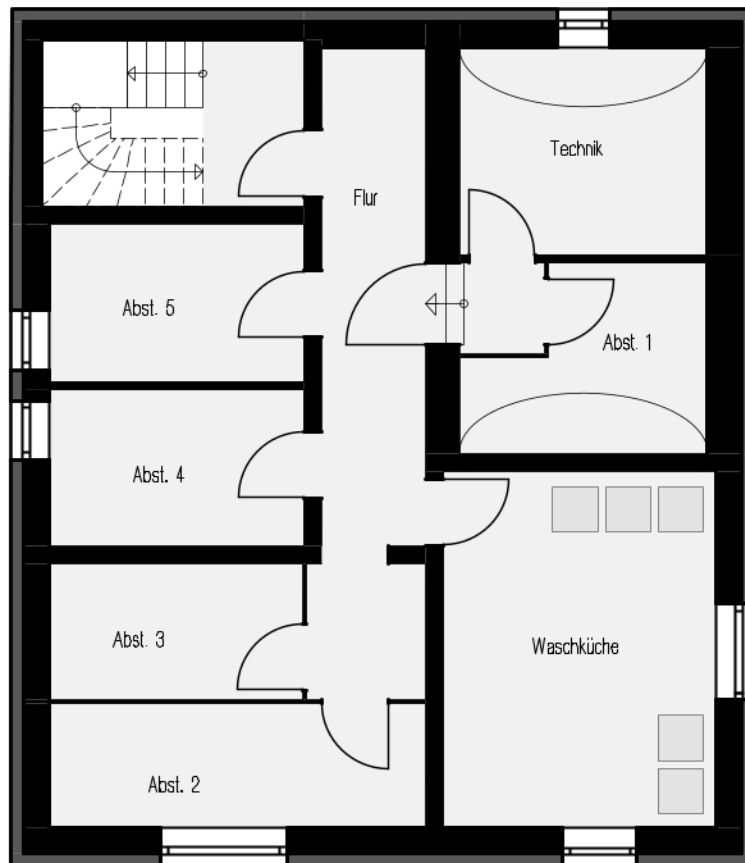 Technik
Flur
Abst. 5
Abst. 1
Abst. 4
Abst. 3
Waschküche
Abst. 2